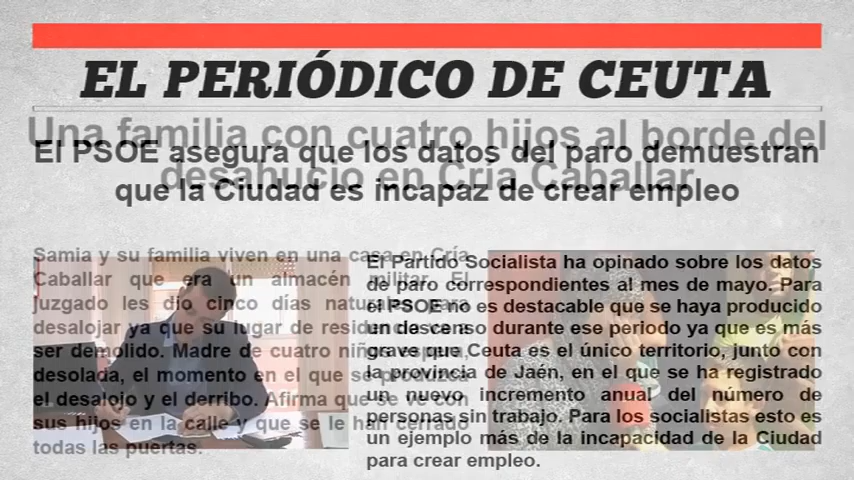 EL PERIÓDICO DE CEUTA
Una familia con cuatro hijos al borde del
desahucio en Cría Caballar
El PSOE asegura que los datos del paro demuestran
que la Ciudad es incapaz de crear empleo
Samia y su familia viven en una casa en Cría
Caballar que era un almacén militar. El
juzgado les dio cinco días naturales para
desalojar ya que su lugar de residencia va a
ser demolido. Madre de cuatro niños espera,
desolada, el momento en el que se produzca
el desalojo y el derribo. Afirma que se ve con
sus hijos en la calle y que se le han cerrado
todas las puertas.
El Partido Socialista ha opinado sobre los datos
de paro correspondientes al mes de mayo. Para
el PSOE no es destacable que se haya producido
un descenso durante ese periodo ya que es más
grave que Ceuta es el único territorio, junto con
la provincia de Jaén, en el que se ha registrado
un nuevo incremento anual del número de
personas sin trabajo. Para los socialistas esto es
un ejemplo más de la incapacidad de la Ciudad
para crear empleo.